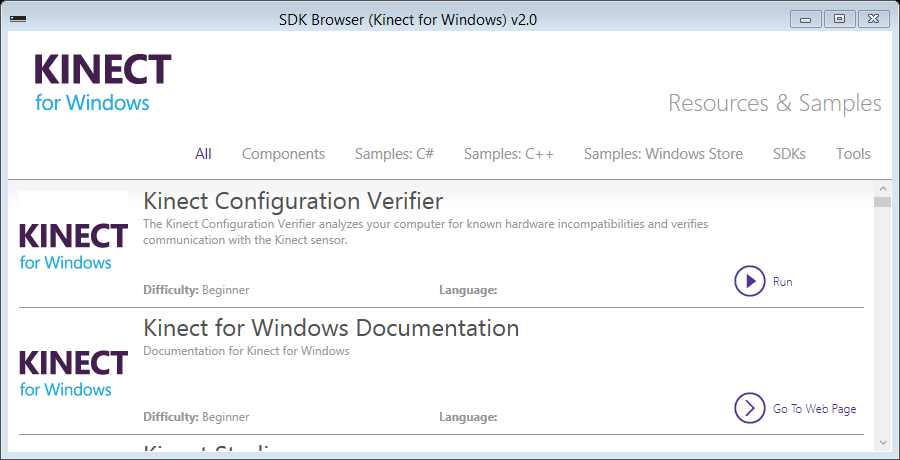 SDK Browser (Kinect for Windows) v2.0
KINECT
for Windows
Resources & Samples
All Components Samples: C# Samples: C++ Samples: Windows Store SDKs Tools
KINECT
for Windows
Kinect Configuration Verifier
The Kinect Configuration Verifier analyzes your computer for known hardware incompatibilities and verifies
communication with the Kinect sensor.
Difficulty: Beginner Language:
Run
KINECT
for Windows
Kinect for Windows Documentation
Documentation for Kinect for Windows
Difficulty: Beginner Language:
Go To Web Page
Kinect Studio